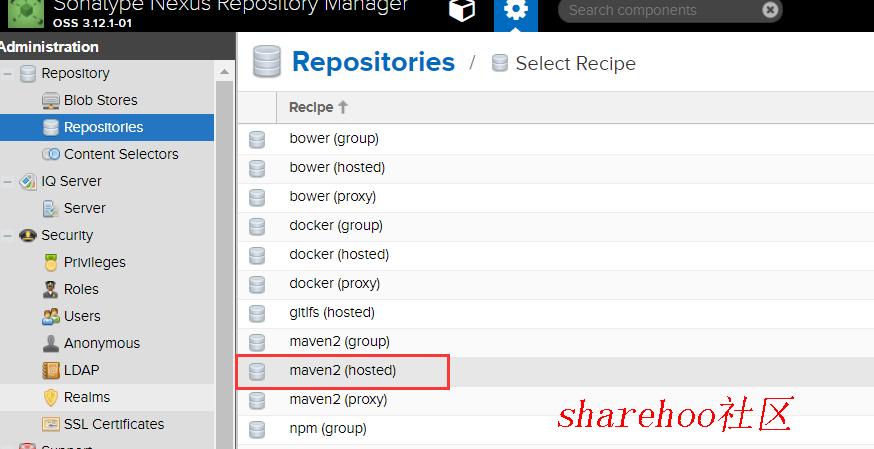 Sonatype Nexus Repository Manager
OSS 3.12.1-01
Search components
Administration
Repository
Blob Stores
Repositories
Content Selectors
IQ Server
Server
Security
Privileges
Roles
Users
Anonymous
LDAP
Realms
SSL Certificates
Support
Repositories / Select Recipe
Recipe
bower (group)
bower (hosted)
bower (proxy)
docker (group)
docker (hosted)
docker (proxy)
gitlfs (hosted)
maven2 (group)
maven2 (hosted)
maven2 (proxy)
npm (group)
sharehoo社区